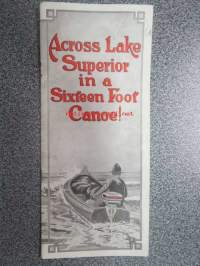 Across Lake
Superior
in a
Sixteen Foot
Canoe!